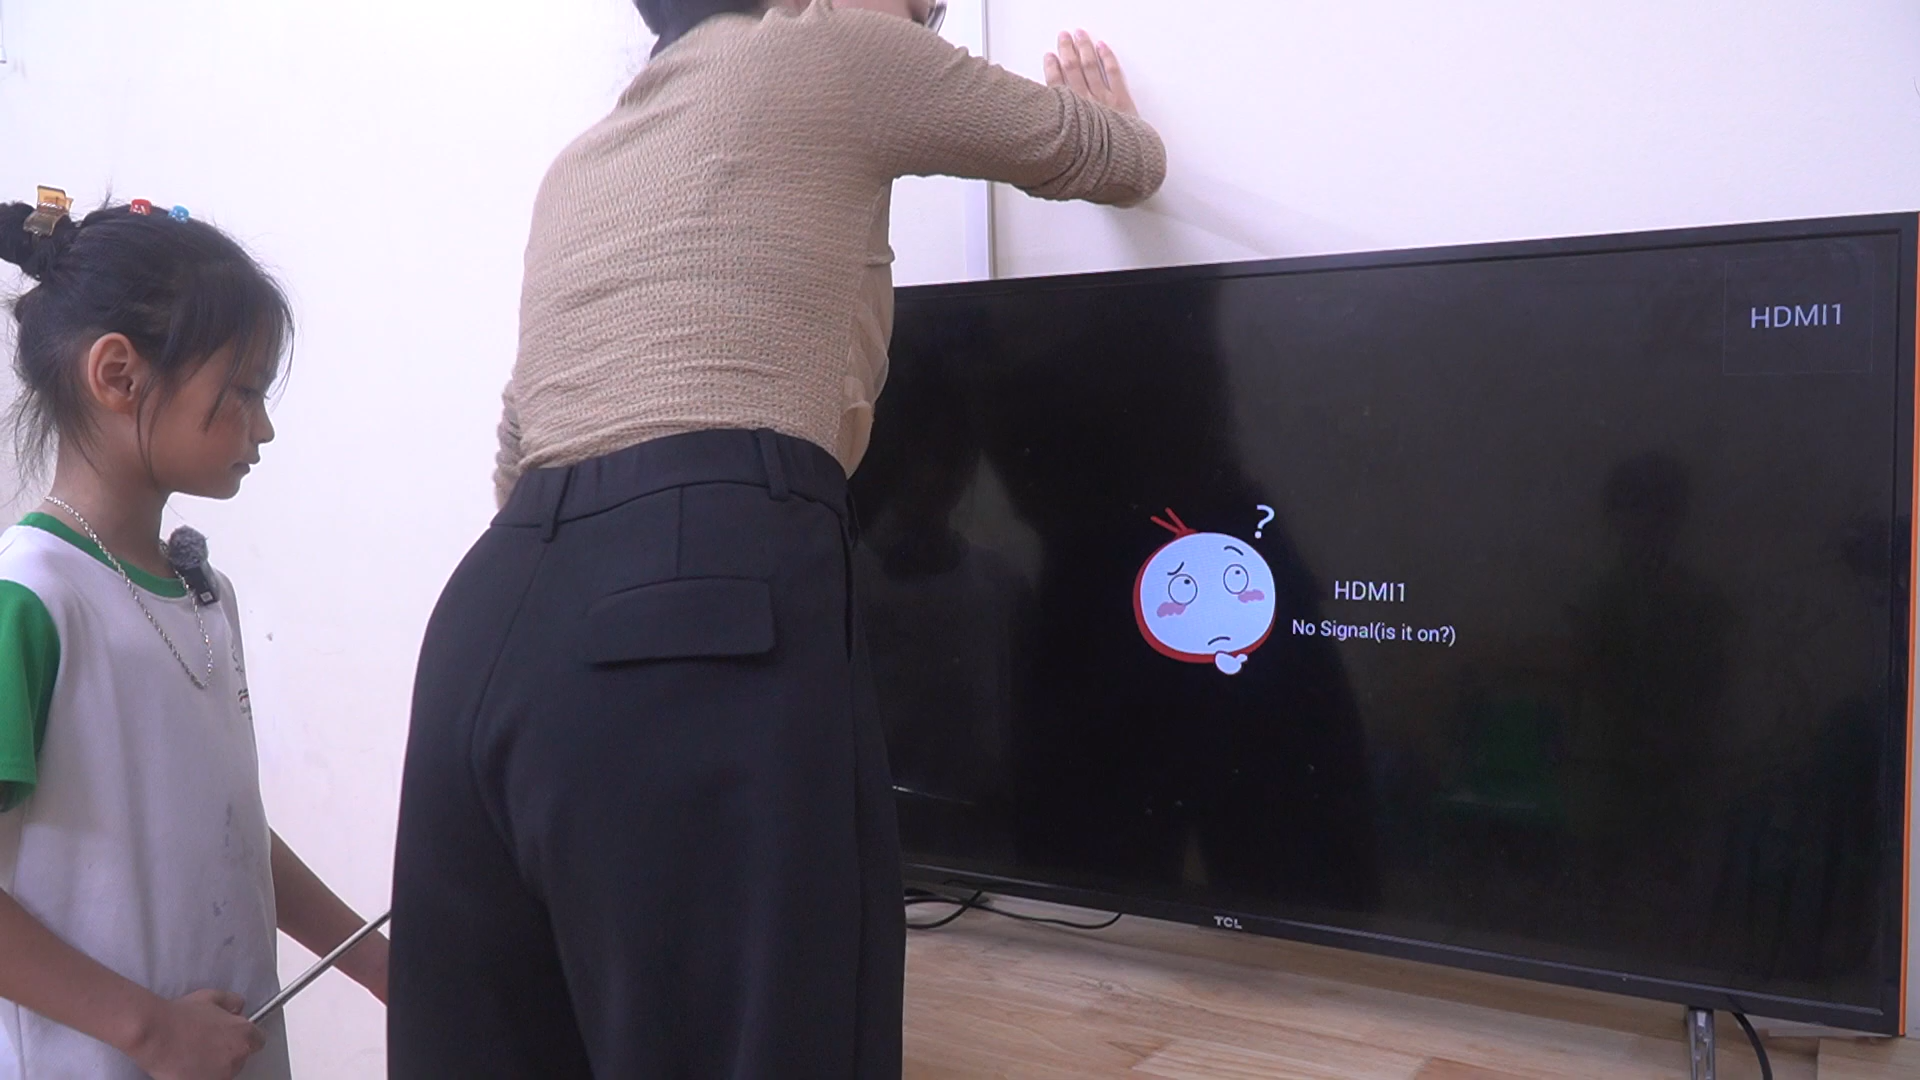 HDMI1
?
HDMI1
No Signal(is it on?)
TCL